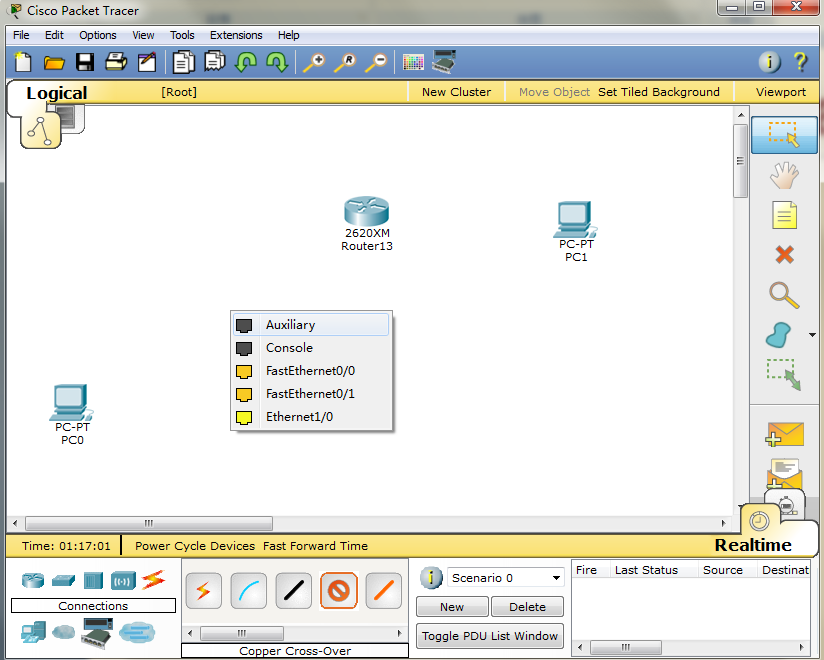 Cisco Packet Tracer
File Edit Options View Tools Extensions Help
Logical [Root] New Cluster Move Object Set Tiled Background Viewport
2620XM
Router13
PC-PT
PC1
Auxiliary
Console
FastEthernet0/0
FastEthernet0/1
Ethernet1/0
PC-PT
PC0
Time: 01:17:01 Power Cycle Devices Fast Forward Time
Realtime
Connections
Copper Cross-Over
Scenario 0
New Delete
Toggle PDU List Window
Fire Last Status Source Destinat